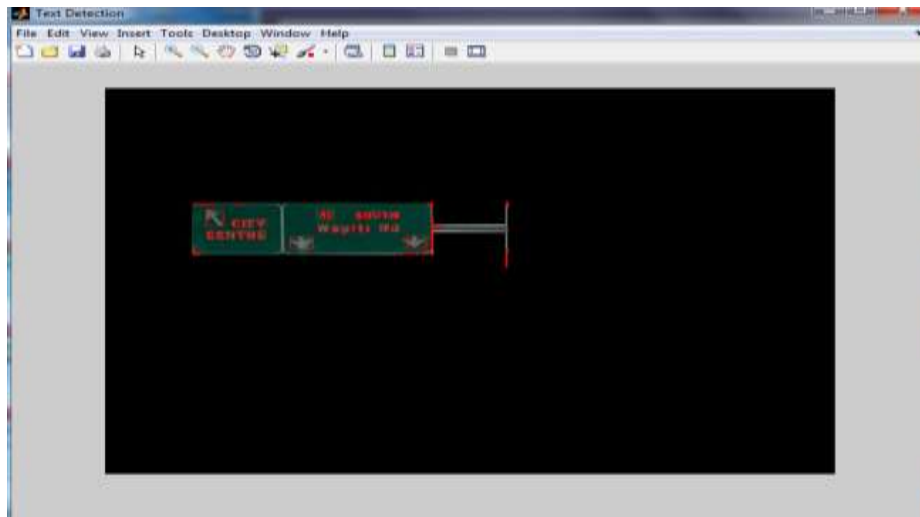 Text Detection
File Edit View Insert Tools Desktop Window Help
CITY
CENTRE
SOUTH